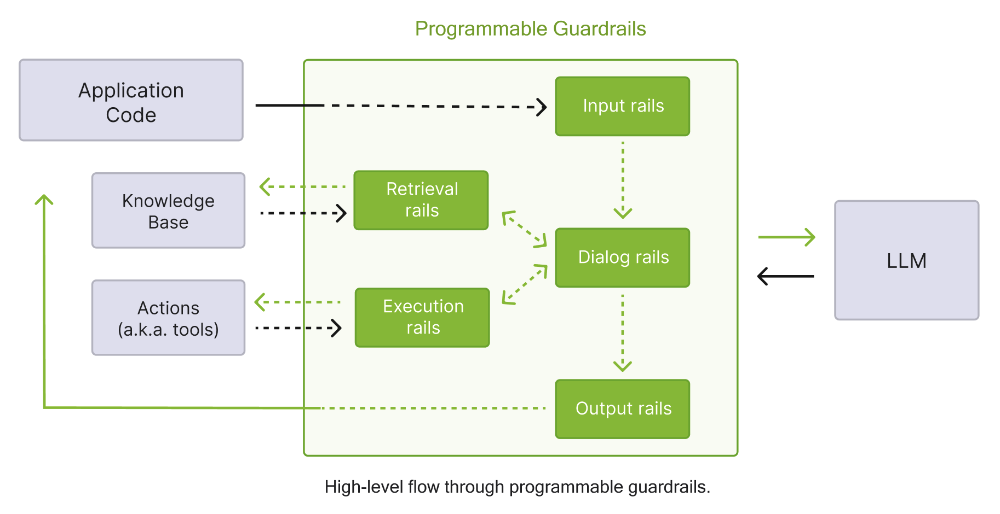 Programmable Guardrails
Application
Code
Input rails
Knowledge
Base
Retrieval
rails
Dialog rails
LLM
Actions
(a.k.a. tools)
Execution
rails
Output rails
High-level flow through programmable guardrails.